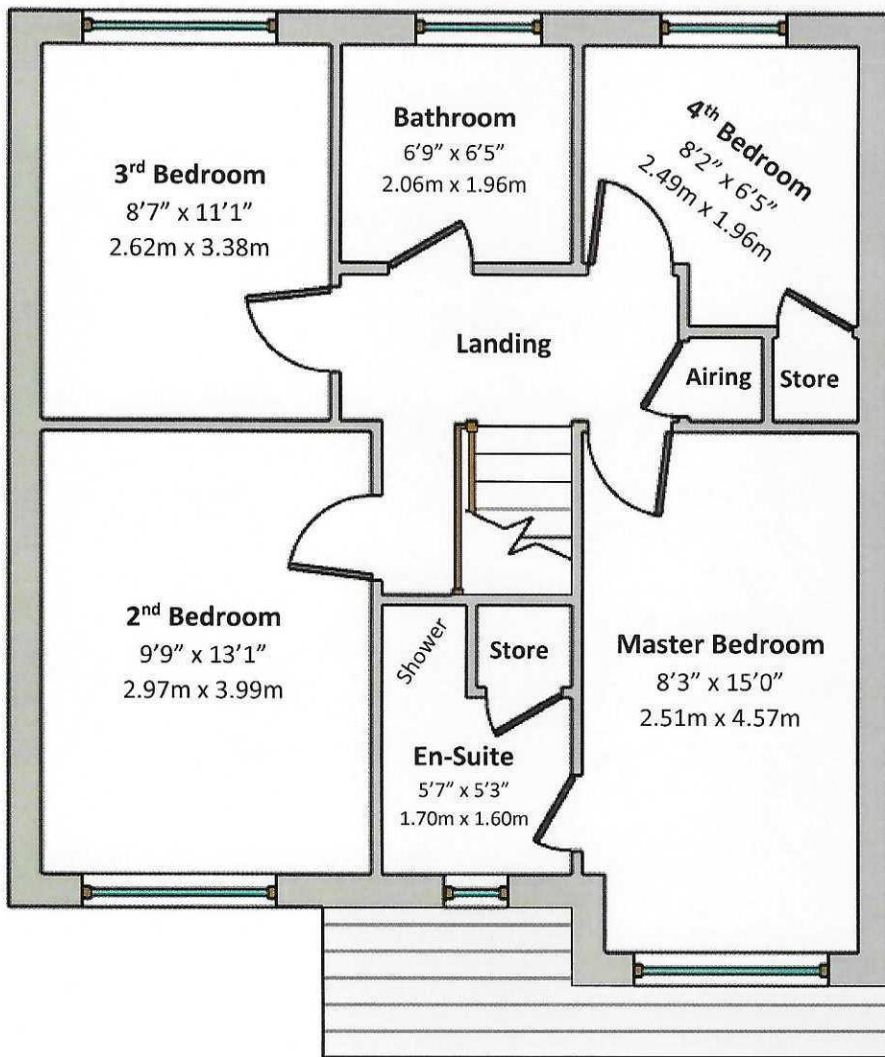 3rd Bedroom
8’7” x 11’1”
2.62m x 3.38m
Bathroom
6’9” x 6’5”
2.06m x 1.96m
4th Bedroom
8’2” x 6’5”
2.49m x 1.96m
Landing
Airing
Store
2nd Bedroom
9’9” x 13’1”
2.97m x 3.99m
Shower
Store
En-Suite
5’7” x 5’3”
1.70m x 1.60m
Master Bedroom
8’3” x 15’0”
2.51m x 4.57m